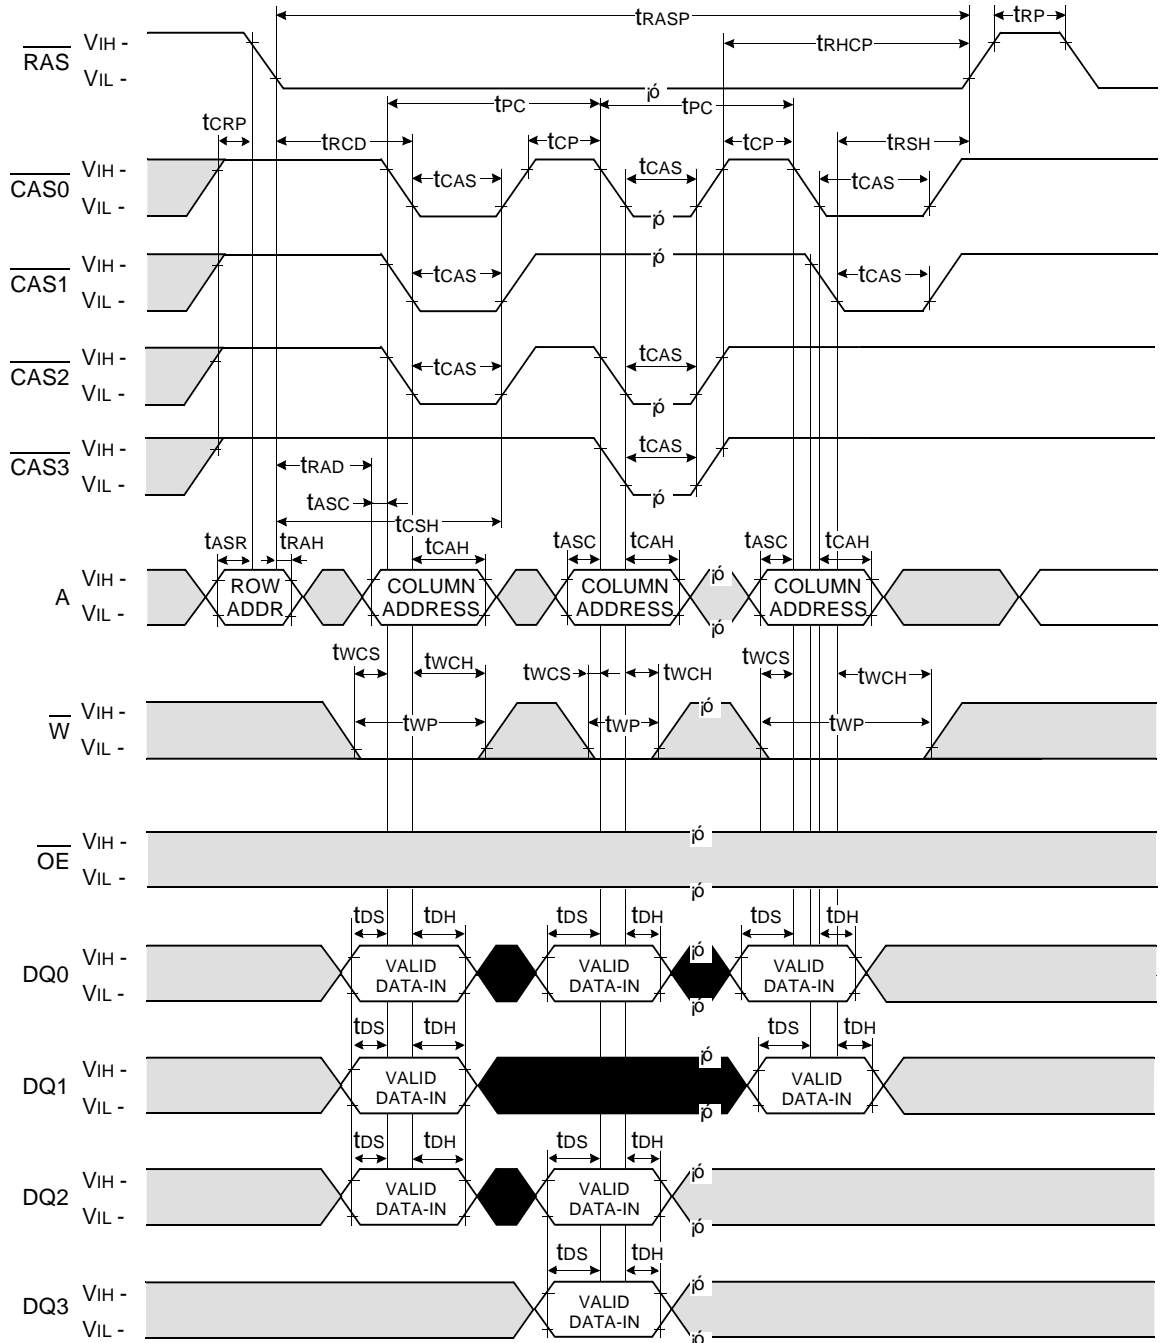 tRASP
tRP
RAS
VIH -
VIL -
tRHCP
¡ó
tPC
tPC
tCRP
tRCD
tCP
tCP
tRSH
CAS0
VIH -
VIL -
tCAS
tCAS
tCAS
¡ó
CAS1
VIH -
VIL -
tCAS
¡ó
tCAS
CAS2
VIH -
VIL -
tCAS
tCAS
¡ó
CAS3
VIH -
VIL -
tCAS
¡ó
tRAD
tASC
tCSH
tASR
tRAH
tCAH
tASC
tCAH
tASC
tCAH
A
VIH -
VIL -
ROW
ADDR
COLUMN
ADDRESS
COLUMN
ADDRESS
¡ó
¡ó
COLUMN
ADDRESS
tWCS
tWCH
tWCS
tWCH
tWCS
tWCH
W
VIH -
VIL -
tWP
tWP
¡ó
tWP
OE
VIH -
VIL -
¡ó
¡ó
tDS
tDH
tDS
tDH
tDS
tDH
DQ0
VIH -
VIL -
VALID
DATA-IN
VALID
DATA-IN
¡ó
¡ó
VALID
DATA-IN
tDS
tDH
tDS
tDH
DQ1
VIH -
VIL -
VALID
DATA-IN
¡ó
¡ó
VALID
DATA-IN
tDS
tDH
tDS
tDH
DQ2
VIH -
VIL -
VALID
DATA-IN
VALID
DATA-IN
¡ó
¡ó
tDS
tDH
DQ3
VIH -
VIL -
VALID
DATA-IN
¡ó
¡ó